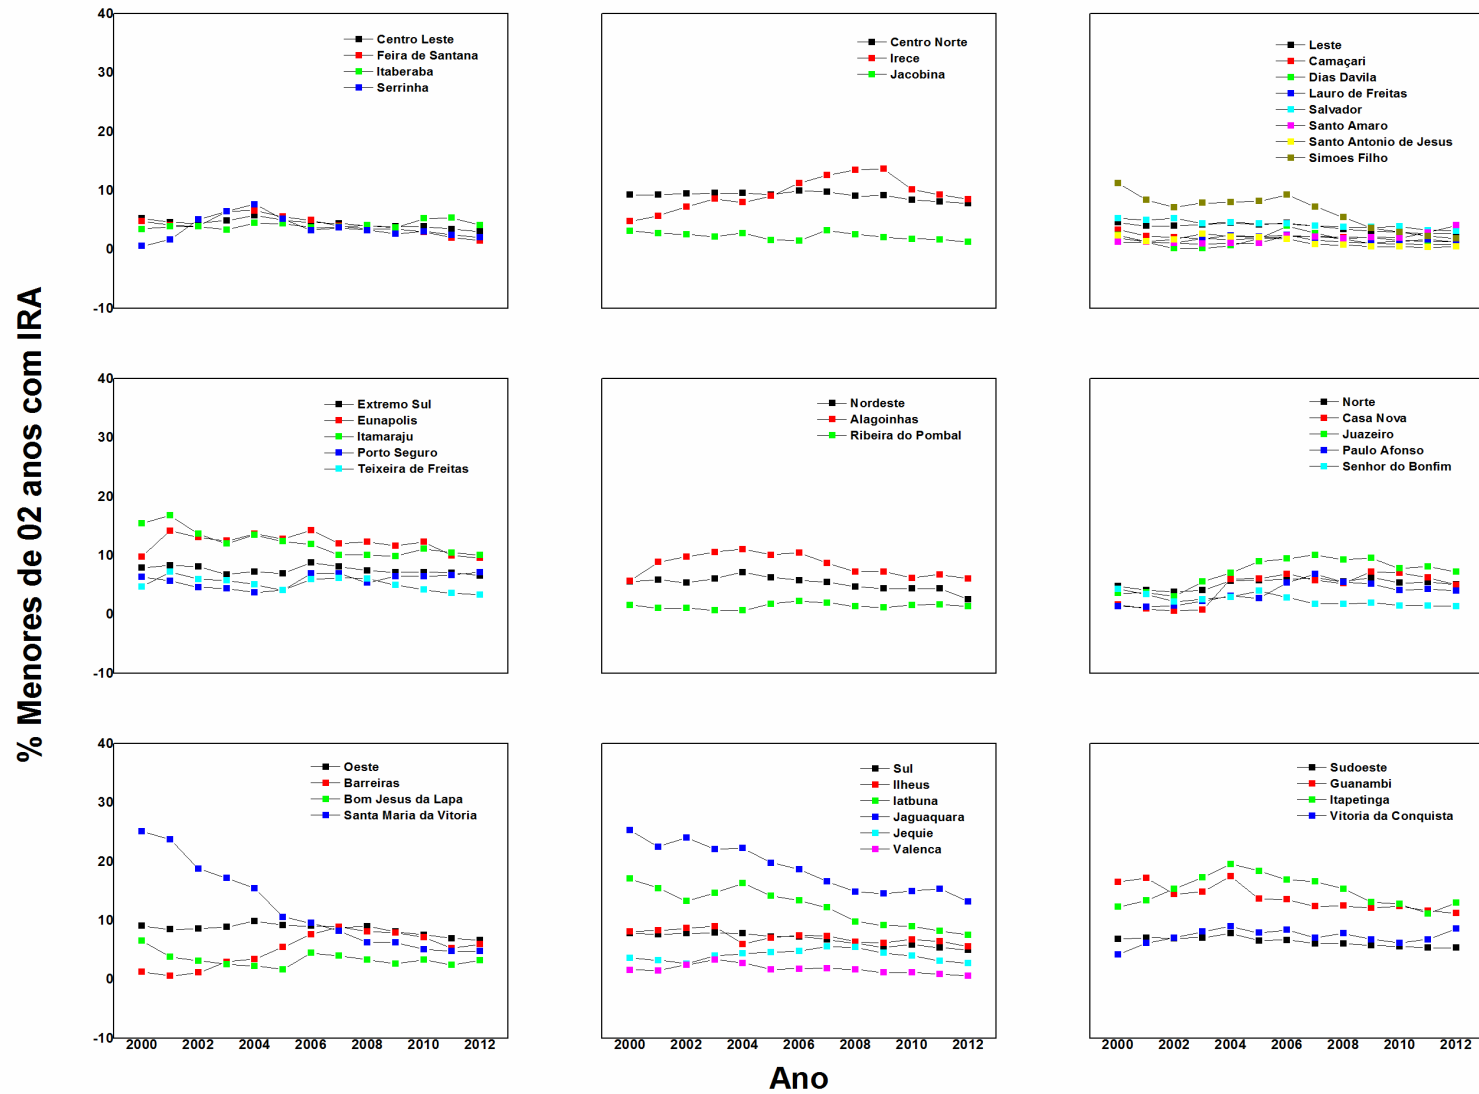 % Menores de 02 anos com IRA
40
30
20
10
0
-10
Centro Leste
Feira de Santana
Itaberaba
Serrinha
Centro Norte
Irece
Jacobina
Leste
Camaçari
Dias Davila
Lauro de Freitas
Salvador
Santo Amaro
Santo Antonio de Jesus
Simoes Filho
40
30
20
10
0
-10
Extremo Sul
Eunapolis
Itamaraju
Porto Seguro
Teixeira de Freitas
Nordeste
Alagoinhas
Ribeira do Pombal
Norte
Casa Nova
Juazeiro
Paulo Afonso
Senhor do Bonfim
40
30
20
10
0
-10
Oeste
Barreiras
Bom Jesus da Lapa
Santa Maria da Vitoria
2000 2002 2004 2006 2008 2010 2012
Sul
Ilheus
Iatbuna
Jaguaquara
Jequie
Valenca
2000 2002 2004 2006 2008 2010 2012
Sudoeste
Guanambi
Itapetinga
Vitoria da Conquista
2000 2002 2004 2006 2008 2010 2012
Ano